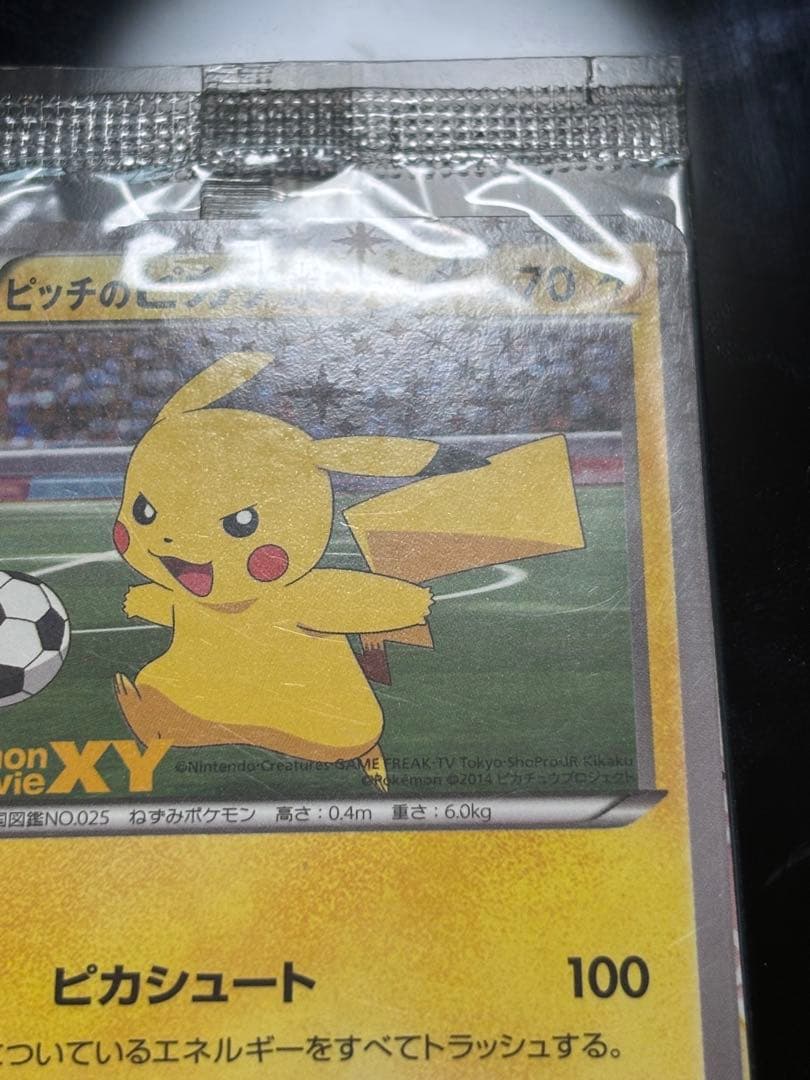 ピッチのピカチュウ 70
mon
vie XY
©Nintendo·Creatures·GAME FREAK·TV Tokyo·ShoPro·JR Kikaku
©Pokémon ©2014 ピカチュウプロジェクト
国図鑑NO.025 ねずみポケモン 高さ:0.4m 重さ:6.0kg
ピカシュート 100
についているエネルギーをすべてトラッシュする。